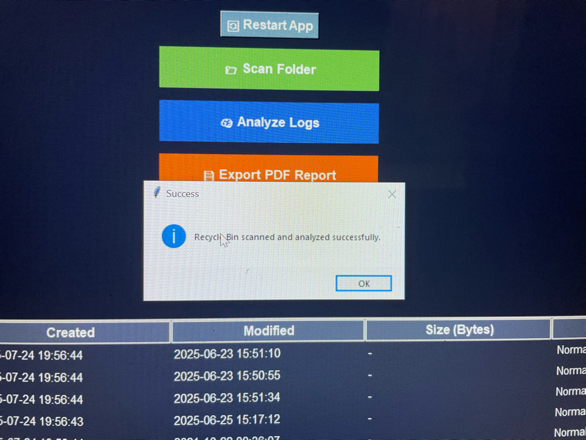 Restart App
Scan Folder
Analyze Logs
Export PDF Report
Success
Recycle Bin scanned and analyzed successfully.
OK
Created Modified Size (Bytes)
-07-24 19:56:44 2025-06-23 15:51:10 - Norma
-07-24 19:56:44 2025-06-23 15:50:55 - Norma
-07-24 19:56:44 2025-06-23 15:51:34 - Norma
-07-24 19:56:43 2025-06-25 15:17:12 - Norma
Norma